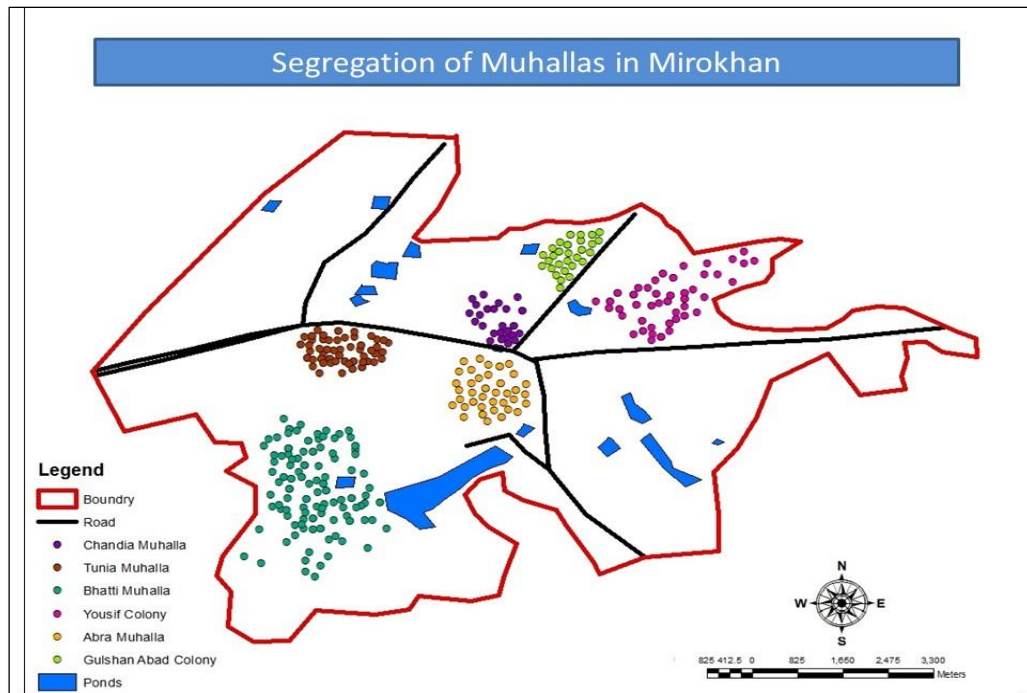 Segregation of Muhallas in Mirokhan
Legend
Boundry
Road
Chandia Muhalla
Tunia Muhalla
Bhatti Muhalla
Yousif Colony
Abra Muhalla
Gulshan Abad Colony
Ponds
N
W E
S
825 412.5 0 825 1,650 2,475 3,300
Meters